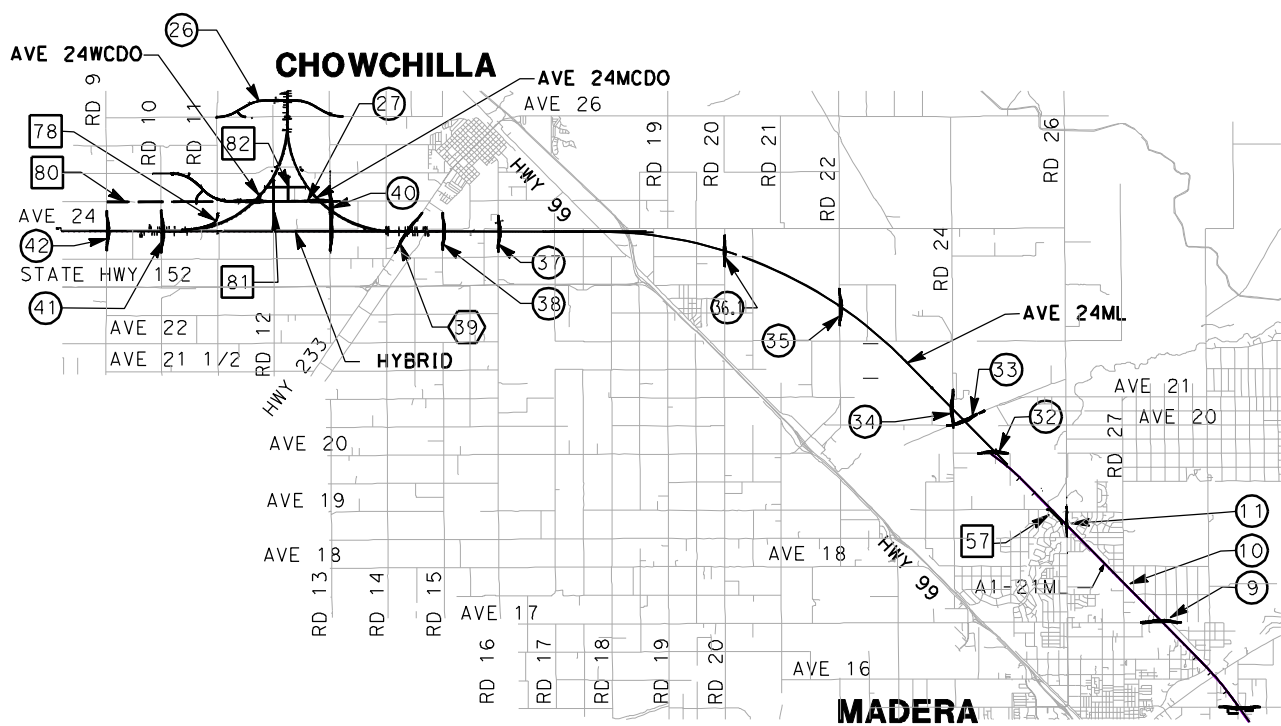 26
AVE 24WCDO
CHOWCHILLA
AVE 24MCDO
RD 9
RD 10
RD 11
27
AVE 26
78
82
80
40
HWY 99
RD 19
RD 20
RD 21
RD 22
RD 26
AVE 24
42
STATE HWY 152
41
81
37
38
39
36.1
35
RD 24
AVE 24ML
AVE 22
AVE 21 1/2
RD 12
HWY 233
HYBRID
33
34
32
AVE 21
AVE 20
RD 27
AVE 20
AVE 19
AVE 18
57
11
10
9
AVE 18
HWY 99
A1-21M
RD 13
RD 14
RD 15
AVE 17
RD 16
RD 17
RD 18
RD 19
RD 20
AVE 16
MADERA